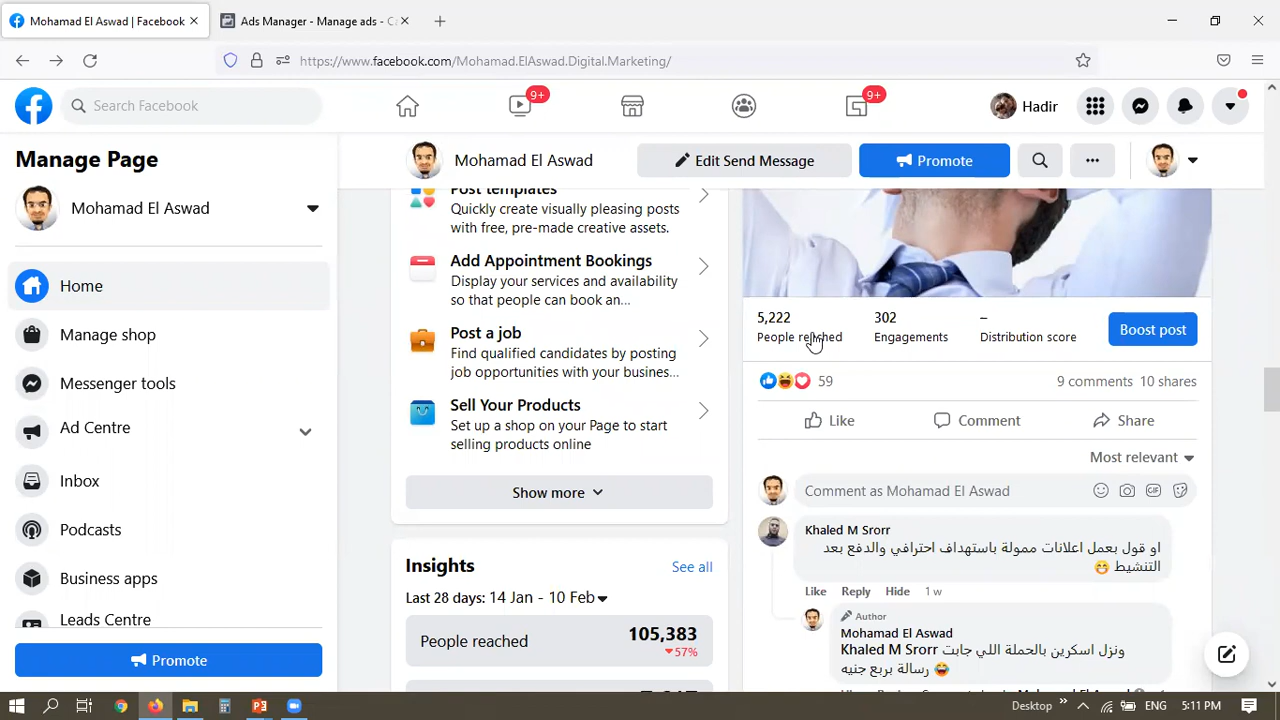 Mohamad El Aswad | Facebook
Ads Manager - Manage ads - Ca
https://www.facebook.com/Mohamad.ElAswad.Digital.Marketing/
Search Facebook
9+
9+
Hadir
Manage Page
Mohamad El Aswad
Home
Manage shop
Messenger tools
Ad Centre
Inbox
Podcasts
Business apps
Leads Centre
Promote
Mohamad El Aswad
Edit Send Message
Promote
Post templates
Quickly create visually pleasing posts
with free, pre-made creative assets.
Add Appointment Bookings
Display your services and availability
so that people can book an...
Post a job
Find qualified candidates by posting
job opportunities with your busines...
Sell Your Products
Set up a shop on your Page to start
selling products online
Show more
Insights
See all
Last 28 days: 14 Jan - 10 Feb
People reached
105,383
57%
5,222
People reached
302
Engagements
–
Distribution score
Boost post
59
9 comments 10 shares
Like
Comment
Share
Most relevant
Comment as Mohamad El Aswad
GIF
Khaled M Srorr
او قول بعمل اعلانات ممولة باستهداف احترافي والدفع بعد
التنشيط 😁
Like Reply Hide 1 w
Author
Mohamad El Aswad
Khaled M Srorr ونزل اسكرين بالحملة اللي جابت
رسالة بربع جنيه 😂
Desktop
ENG
5:11 PM